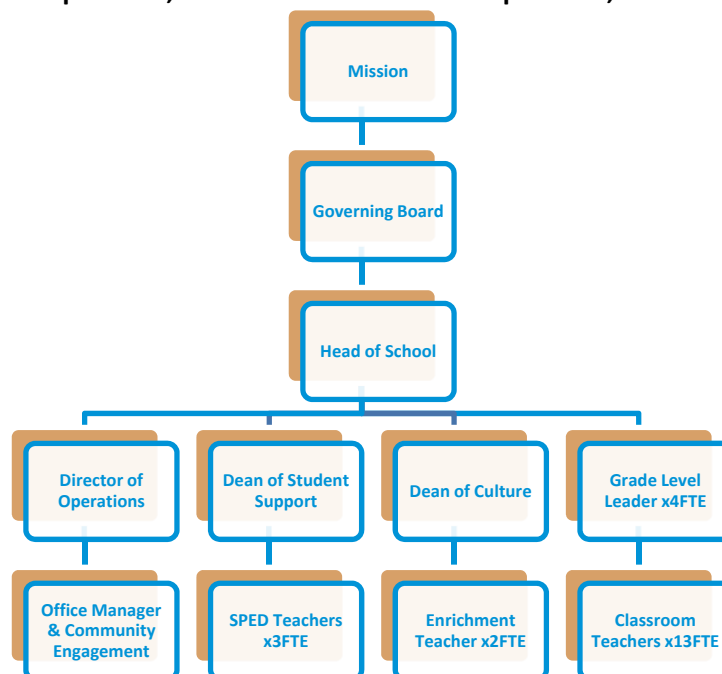 Mission
Governing Board
Head of School
Director of
Operations
Dean of Student
Support
Dean of Culture
Grade Level
Leader x4FTE
Office Manager
& Community
Engagement
SPED Teachers
x3FTE
Enrichment
Teacher x2FTE
Classroom
Teachers x13FTE